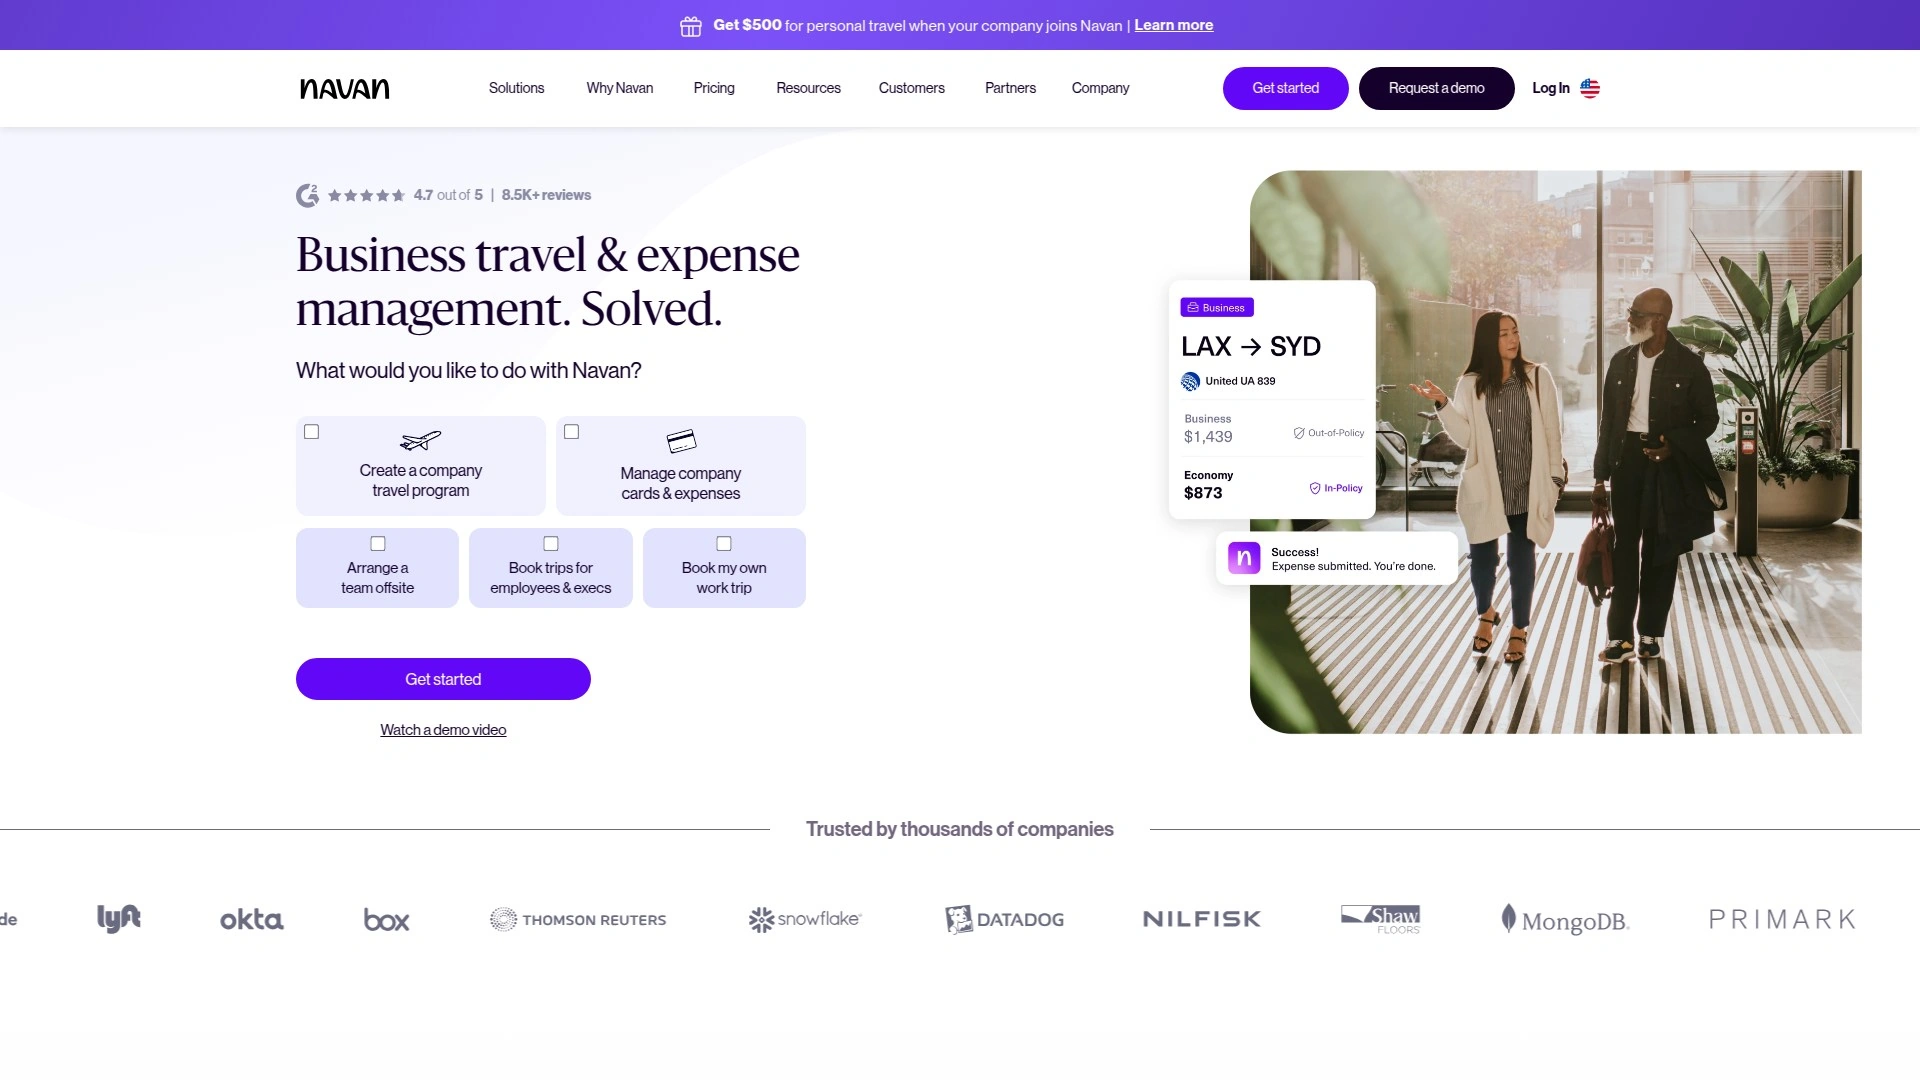 Get $500 for personal travel when your company joins Navan | Learn more
navan
Solutions
Why Navan
Pricing
Resources
Customers
Partners
Company
Get started
Request a demo
Log In
G2
4.7 out of 5 | 8.5K+ reviews
Business travel & expense
management. Solved.
What would you like to do with Navan?
Create a company
travel program
Manage company
cards & expenses
Arrange a
team offsite
Book trips for
employees & execs
Book my own
work trip
Get started
Watch a demo video
Business
LAX → SYD
United UA 839
Business
$1,439
Out-of-Policy
Economy
$873
In-Policy
n
Success!
Expense submitted. You're done.
Trusted by thousands of companies
de
lyft
okta
box
THOMSON REUTERS
snowflake
DATADOG
NILFISK
Shaw
FLOORS
MongoDB.
PRIMARK